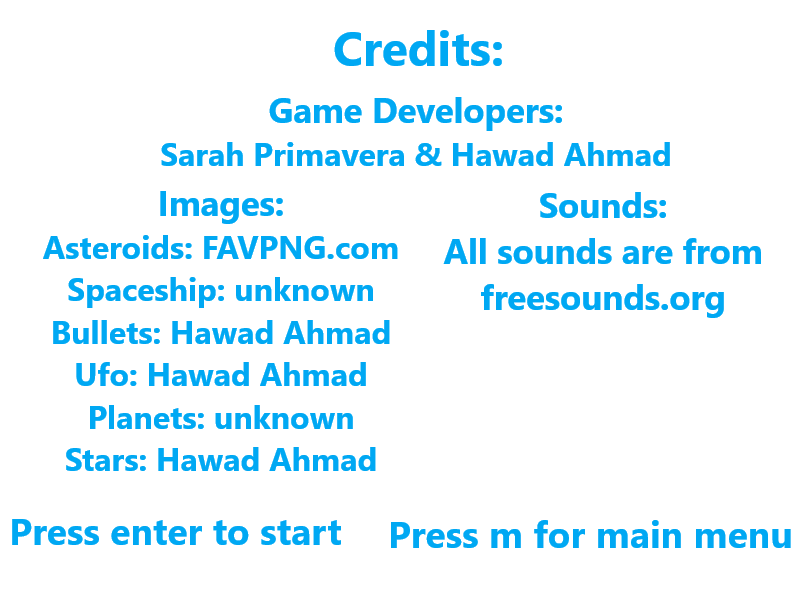 Credits:
Game Developers:
Sarah Primavera & Hawad Ahmad
Images:
Asteroids: FAVPNG.com
Spaceship: unknown
Bullets: Hawad Ahmad
Ufo: Hawad Ahmad
Planets: unknown
Stars: Hawad Ahmad
Sounds:
All sounds are from
freesounds.org
Press enter to start
Press m for main menu